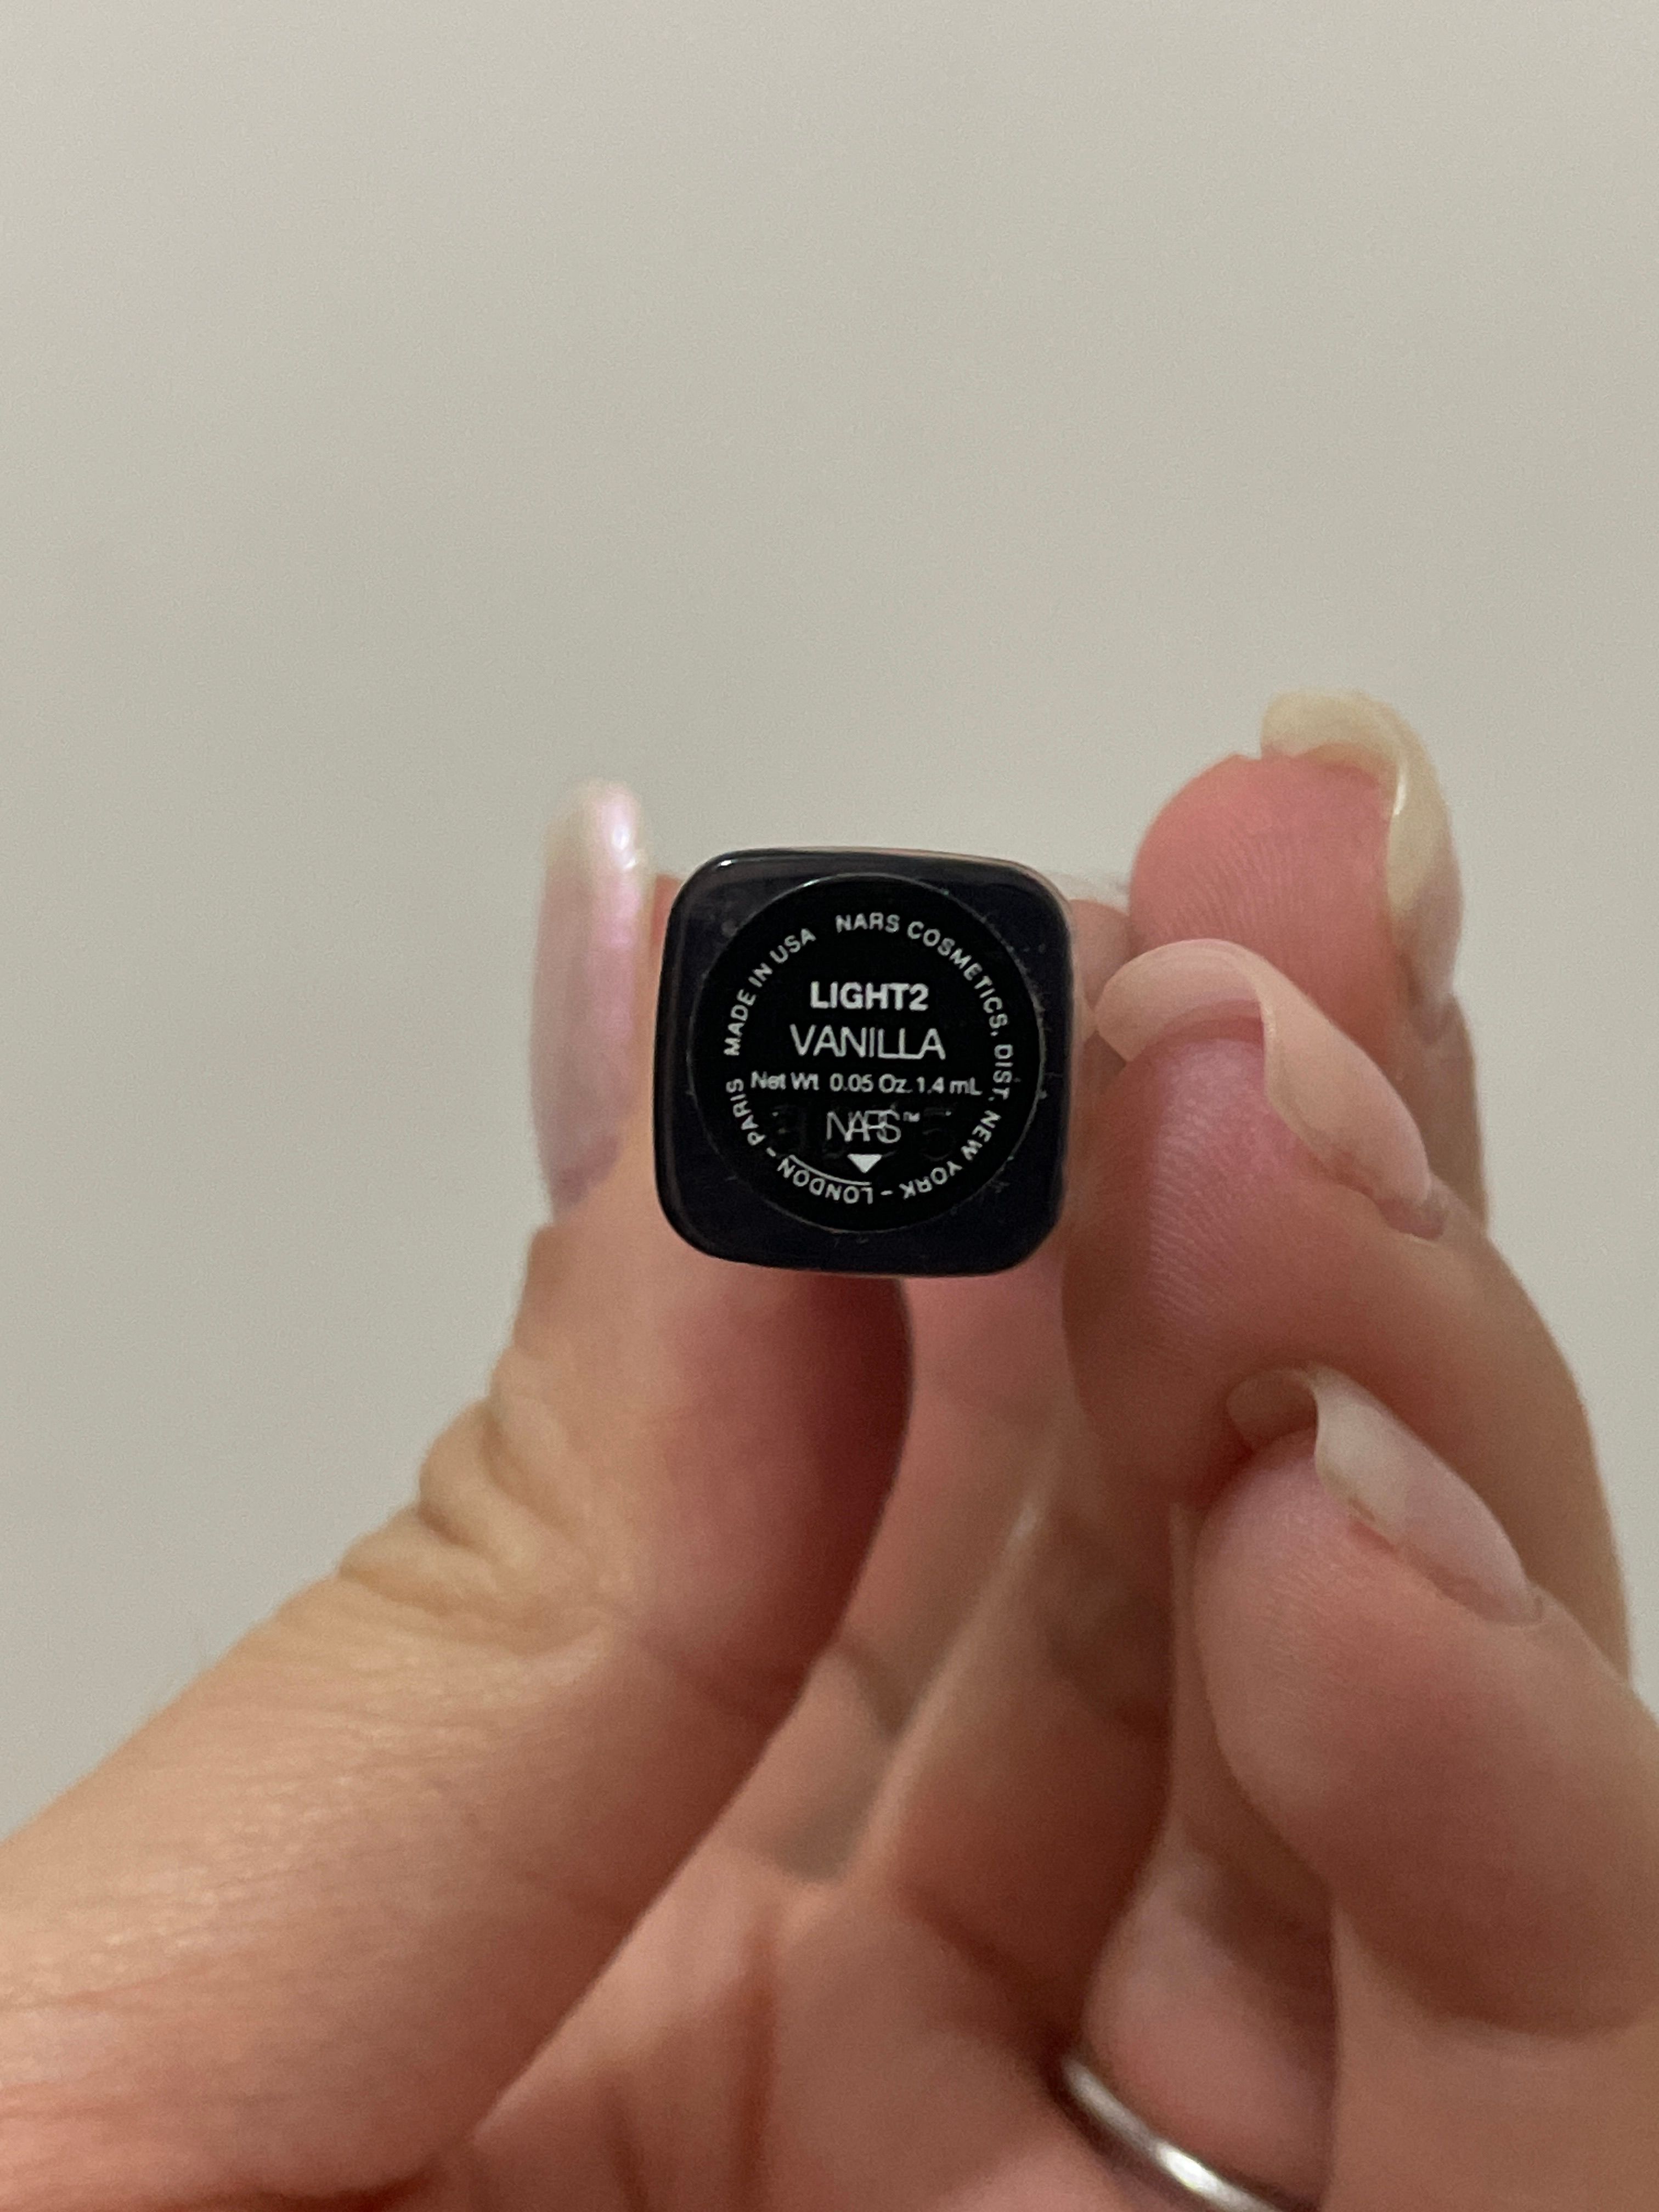 MADE IN USA NARS COSMETICS, DIST. NEW YORK - LONDON - PARIS
LIGHT2
VANILLA
Net Wt 0.05 Oz. 1.4 mL
NARS™